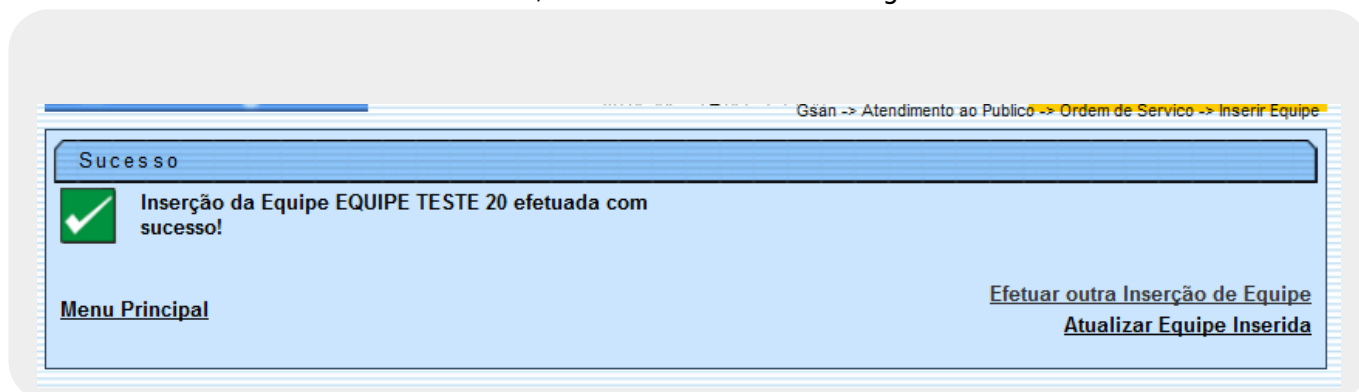 Gsan -> Atendimento ao Publico -> Ordem de Servico -> Inserir Equipe
Sucesso
Inserção da Equipe EQUIPE TESTE 20 efetuada com
sucesso!
Efetuar outra Inserção de Equipe
Menu Principal
Atualizar Equipe Inserida